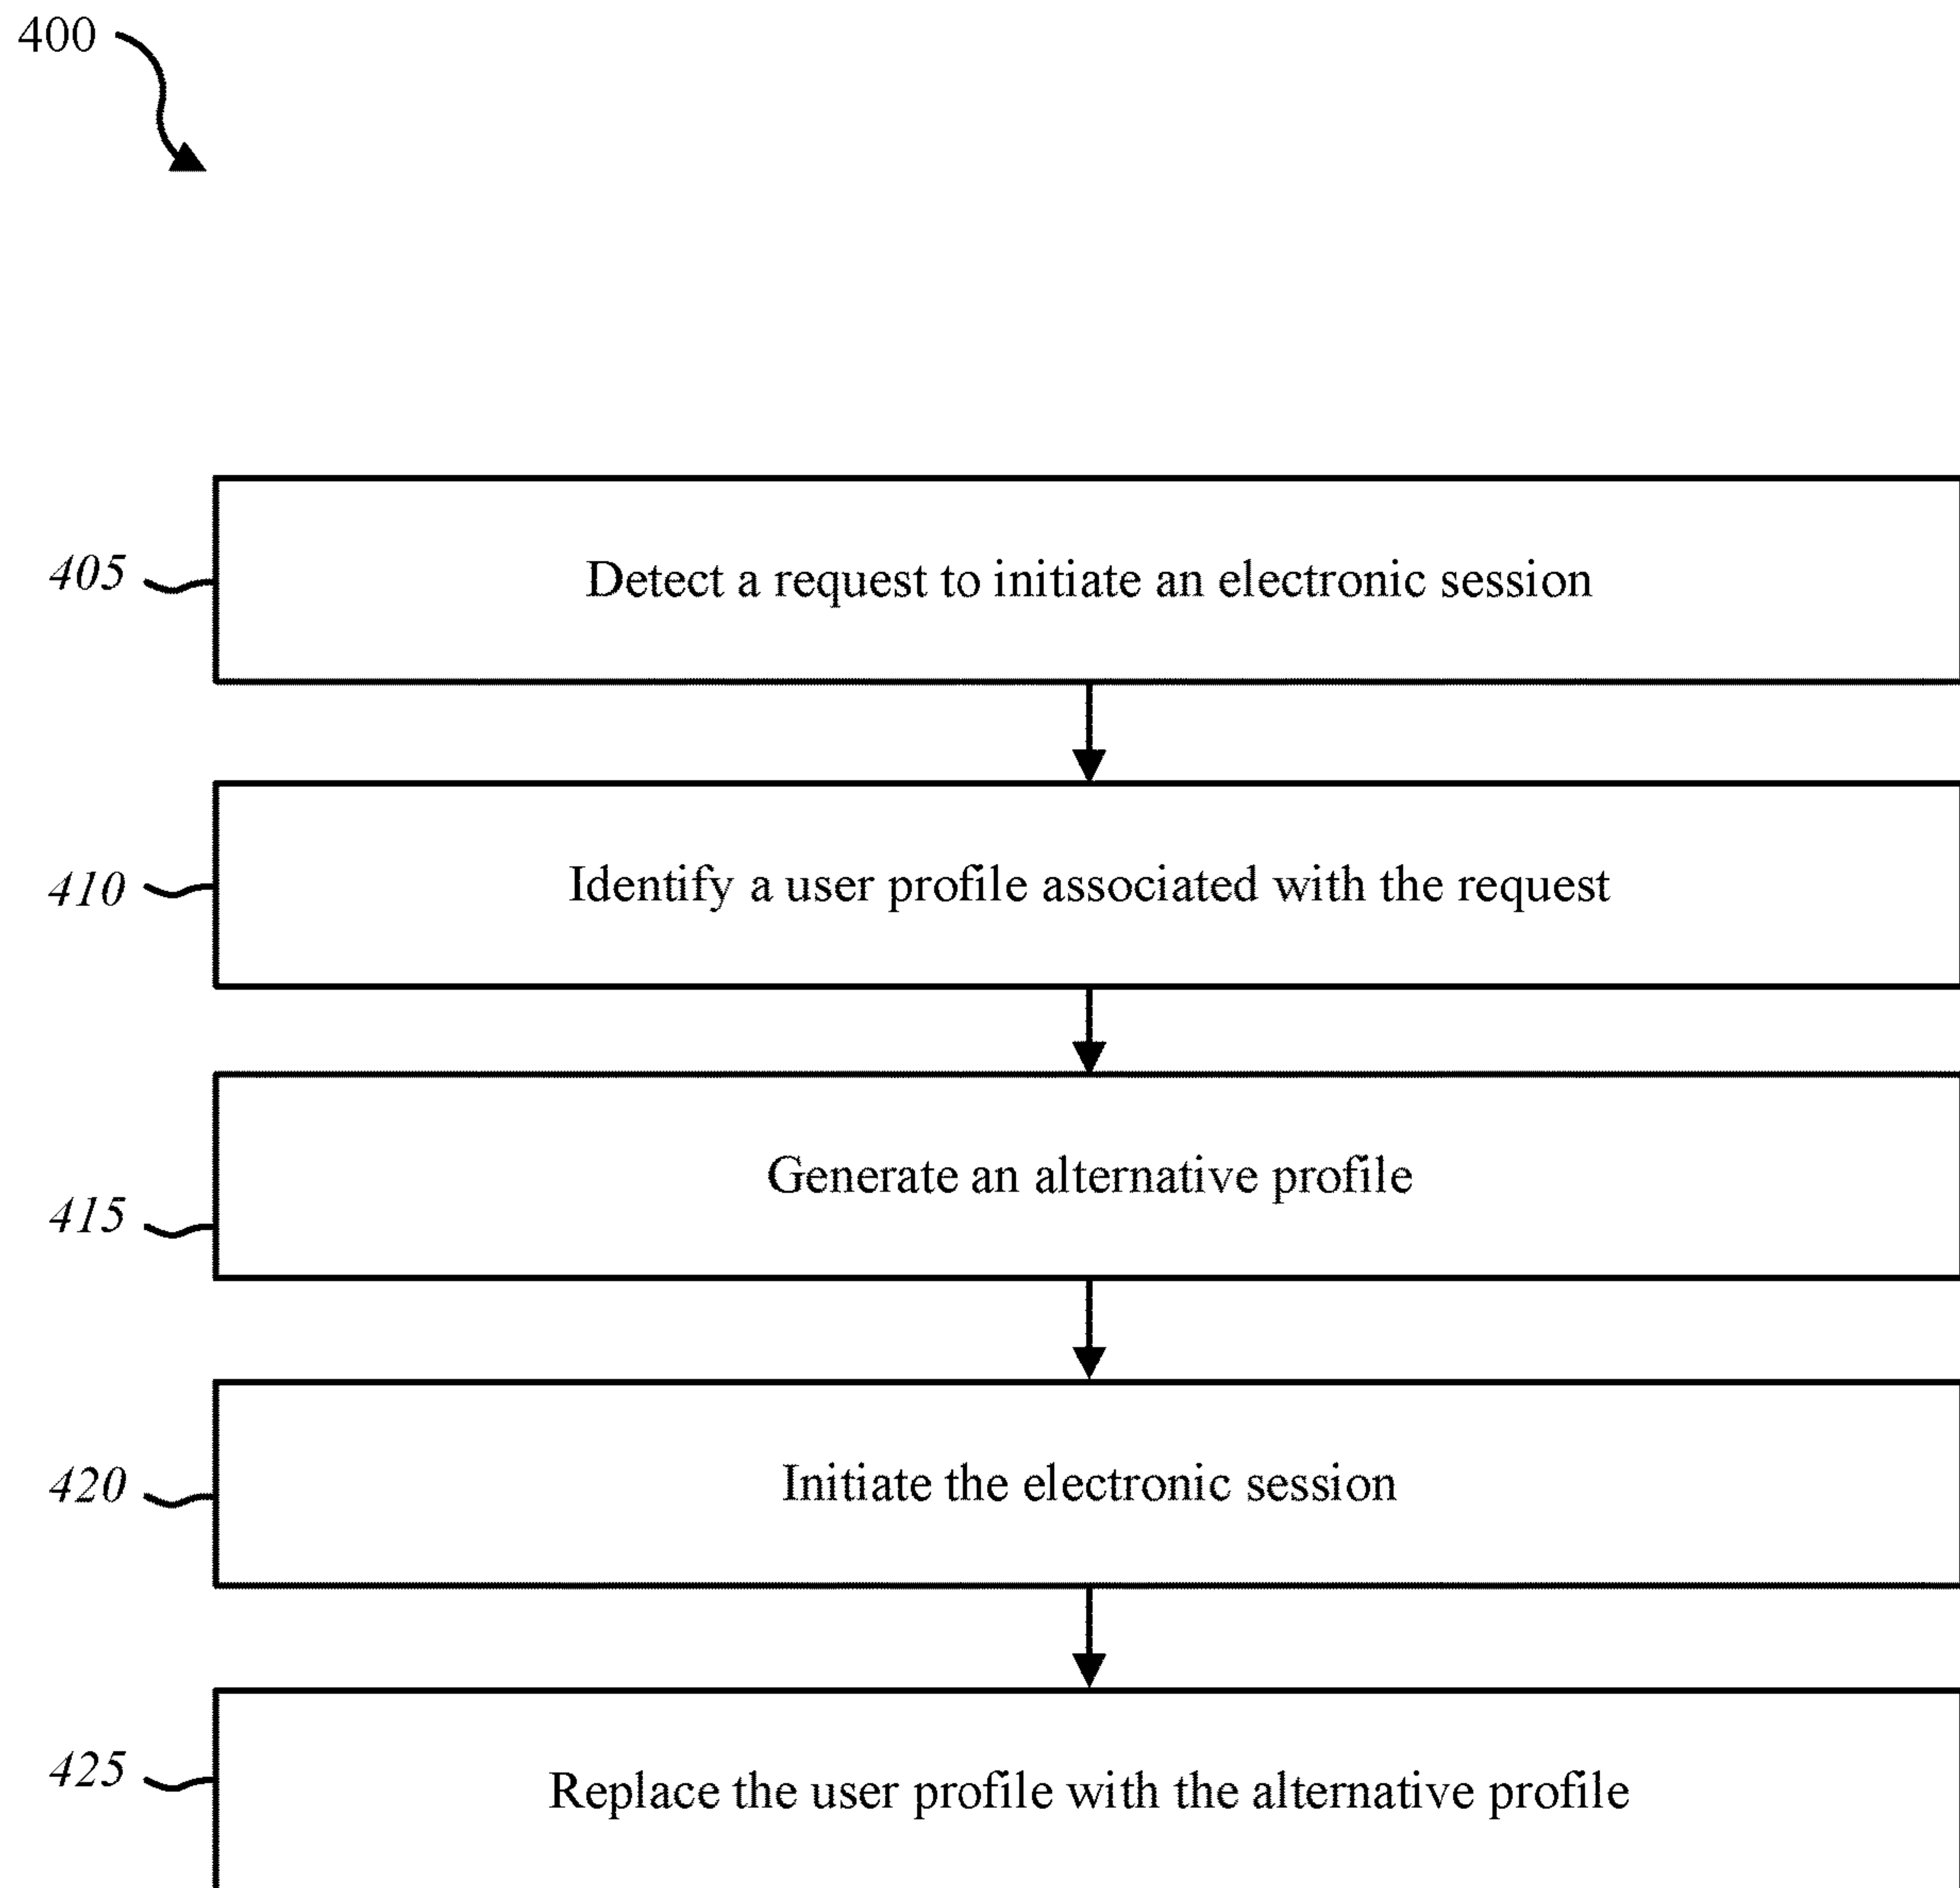 400
405
Detect a request to initiate an electronic session
410
Identify a user profile associated with the request
415
Generate an alternative profile
420
Initiate the electronic session
425
Replace the user profile with the alternative profile